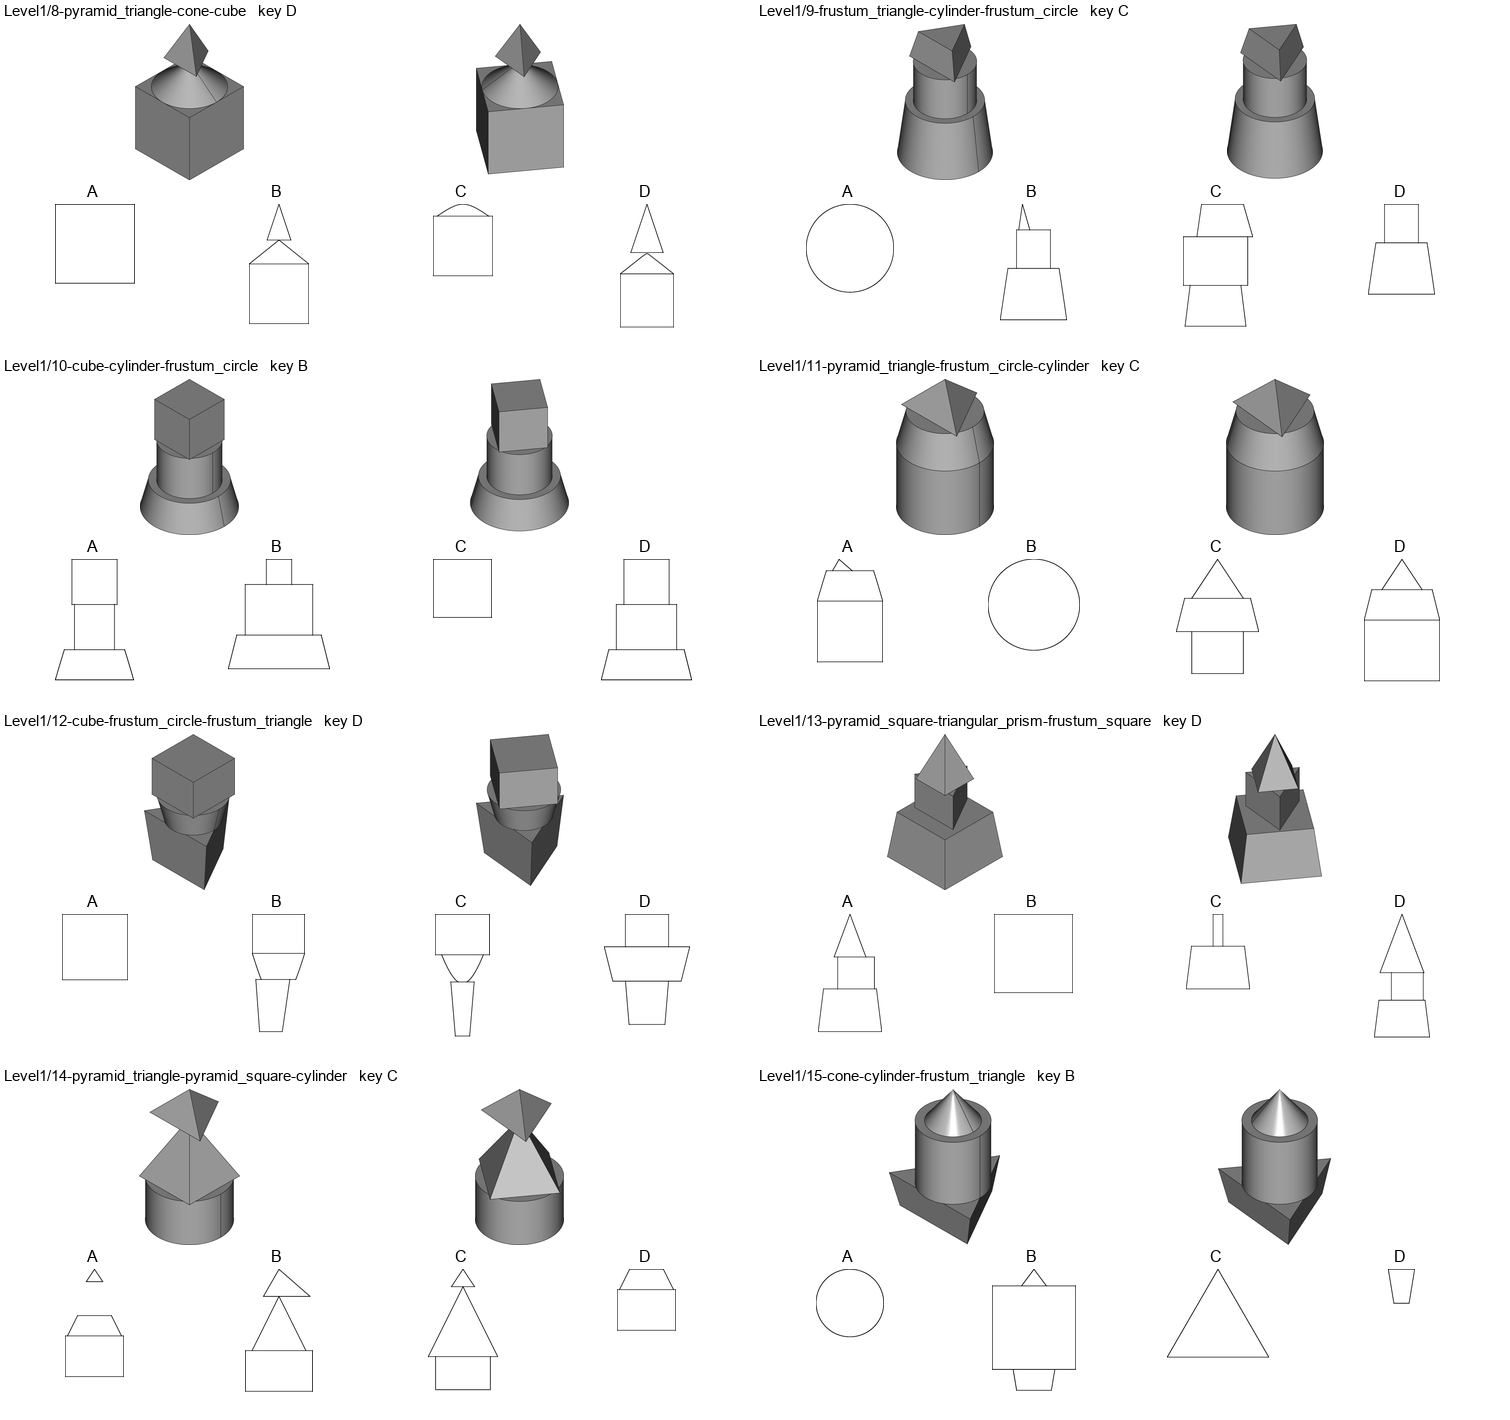 Level1/8-pyramid_triangle-cone-cube   key D
A
B
C
D
Level1/9-frustum_triangle-cylinder-frustum_circle   key C
A
B
C
D
Level1/10-cube-cylinder-frustum_circle   key B
A
B
C
D
Level1/11-pyramid_triangle-frustum_circle-cylinder   key C
A
B
C
D
Level1/12-cube-frustum_circle-frustum_triangle   key D
A
B
C
D
Level1/13-pyramid_square-triangular_prism-frustum_square   key D
A
B
C
D
Level1/14-pyramid_triangle-pyramid_square-cylinder   key C
A
B
C
D
Level1/15-cone-cylinder-frustum_triangle   key B
A
B
C
D